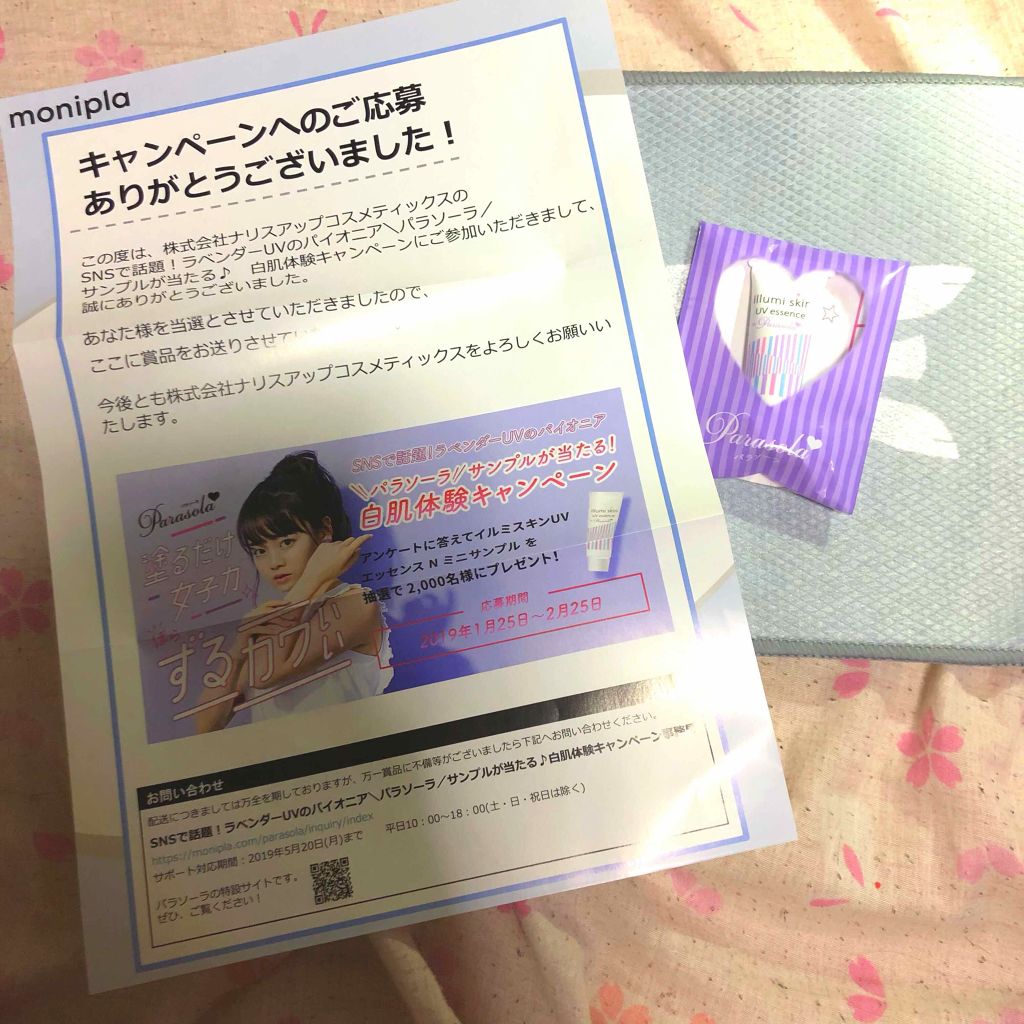 monipla
キャンペーンへのご応募
ありがとうございました！
この度は、株式会社ナリスアップコスメティックスの
SNSで話題！ラベンダーUVのパイオニア＼パラソーラ／
サンプルが当たる♪　白肌体験キャンペーンにご参加いただきまして、
誠にありがとうございました。
あなた様を当選とさせていただきましたので、
ここに賞品をお送りさせてい
今後とも株式会社ナリスアップコスメティックスをよろしくお願いい
たします。
Parasola
塗るだけ
女子力
ほら、
ずるカワいい
SNSで話題！ラベンダーUVのパイオニア
＼パラソーラ／サンプルが当たる！
白肌体験キャンペーン
アンケートに答えてイルミスキンUV
エッセンス N ミニサンプル を
抽選で 2,000名様にプレゼント！
illumi skin
UV essence
応募期間
2019年1月25日～2月25日
お問い合わせ
配送につきましては万全を期しておりますが、万一賞品に不備等がございましたら下記へお問い合わせください。
SNSで話題！ラベンダーUVのパイオニア＼パラソーラ／サンプルが当たる♪白肌体験キャンペーン事務局
https://monipla.com/parasola/inquiry/index
平日10：00～18：00(土・日・祝日は除く)
サポート対応期間：2019年5月20日(月)まで
パラソーラの特設サイトです。
ぜひ、ご覧ください！
illumi skin
UV essence
Parasola
Parasola
パラソーラ